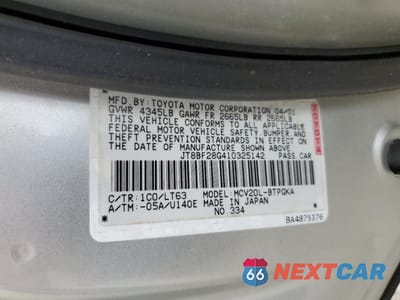 MFD. BY: TOYOTA MOTOR CORPORATION 04/01
GVWR 4345LB GAWR FR 2665LB RR 2665LB
THIS VEHICLE CONFORMS TO ALL APPLICABLE
FEDERAL MOTOR VEHICLE SAFETY, BUMPER AND
THEFT PREVENTION STANDARDS IN EFFECT ON
THE DATE OF MANUFACTURE SHOWN ABOVE.
JT8BF28G410325142 PASS CAR
TOYOTA
C/TR: 1C0/LT63 MODEL: MCV20L-BTPGKA
A/TM: -05A/U140E MADE IN JAPAN
NO.334
BA4875376
66 NEXTCAR